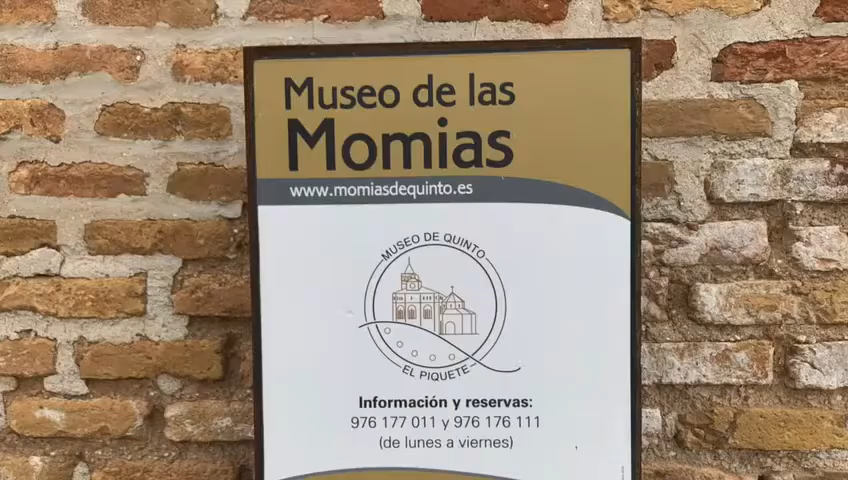 Museo de las
Momias
www.momiasdequinto.es
MUSEO DE QUINTO
EL PIQUETE
Información y reservas:
976 177 011 y 976 176 111
(de lunes a viernes)